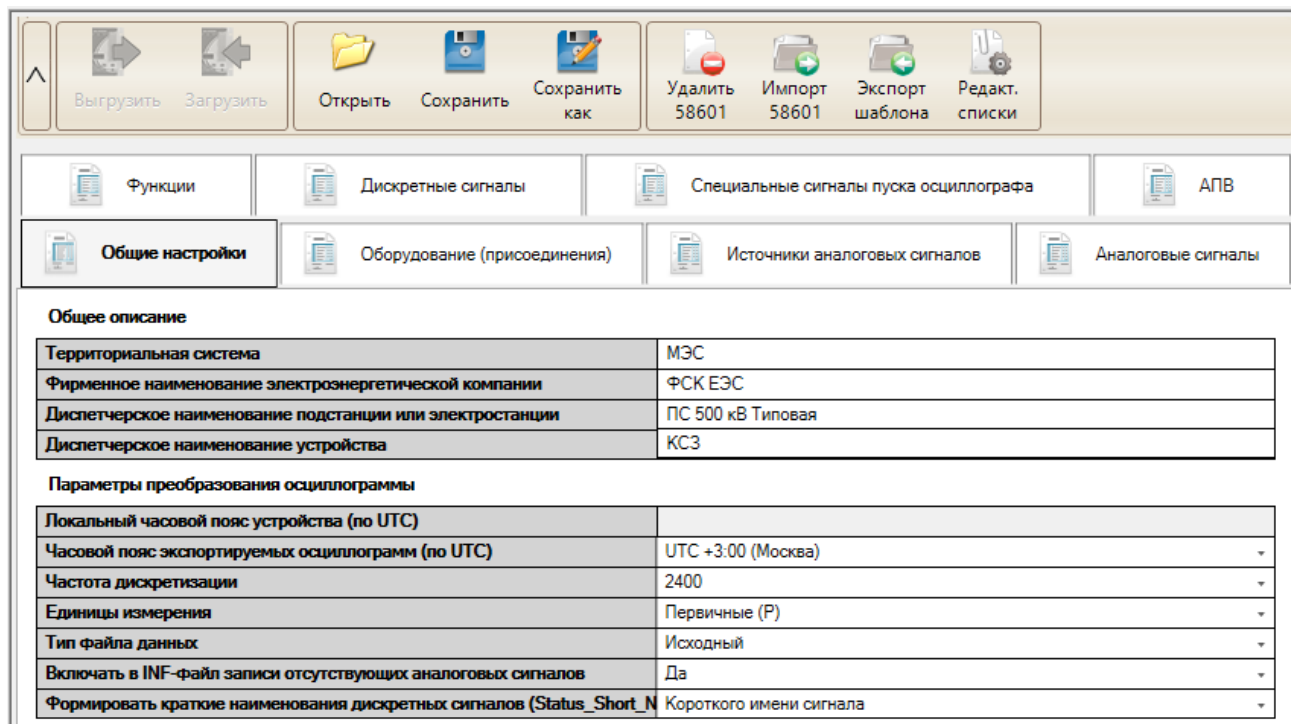 Выгрузить Загрузить Открыть Сохранить Сохранить как Удалить 58601 Импорт 58601 Экспорт шаблона Редакт. списки
Функции Дискретные сигналы Специальные сигналы пуска осциллографа АПВ
Общие настройки Оборудование (присоединения) Источники аналоговых сигналов Аналоговые сигналы
Общее описание
Территориальная система МЭС
Фирменное наименование электроэнергетической компании ФСК ЕЭС
Диспетчерское наименование подстанции или электростанции ПС 500 кВ Типовая
Диспетчерское наименование устройства КСЗ
Параметры преобразования осциллограммы
Локальный часовой пояс устройства (по UTC)
Часовой пояс экспортируемых осциллограмм (по UTC) UTC +3:00 (Москва)
Частота дискретизации 2400
Единицы измерения Первичные (P)
Тип файла данных Исходный
Включать в INF-файл записи отсутствующих аналоговых сигналов Да
Формировать краткие наименования дискретных сигналов (Status_Short_N Короткого имени сигнала